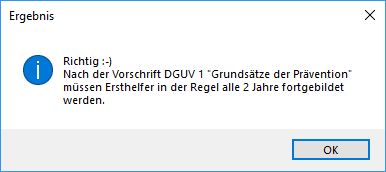 Ergebnis
Richtig :-)
Nach der Vorschrift DGUV 1 "Grundsätze der Prävention"
müssen Ersthelfer in der Regel alle 2 Jahre fortgebildet
werden.
OK